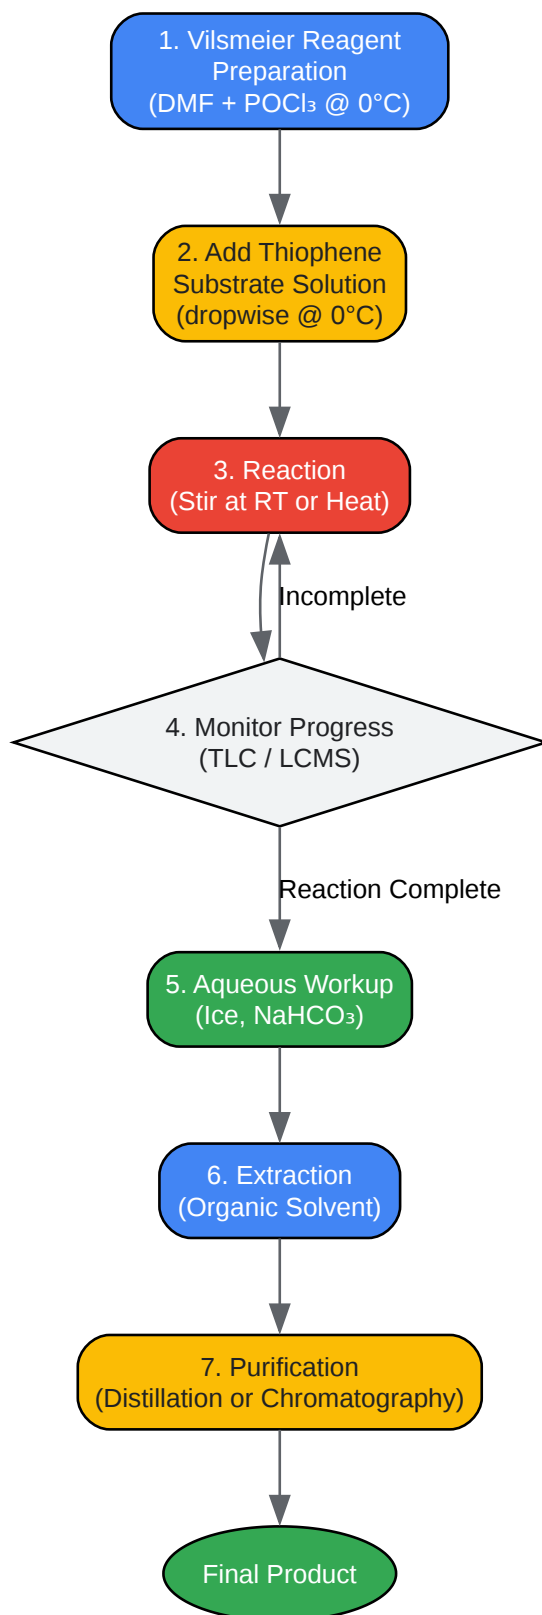 1. Vilsmeier Reagent
Preparation
(DMF + POCl₃ @ 0°C)
2. Add Thiophene
Substrate Solution
(dropwise @ 0°C)
3. Reaction
(Stir at RT or Heat)
Incomplete
4. Monitor Progress
(TLC / LCMS)
Reaction Complete
5. Aqueous Workup
(Ice, NaHCO₃)
6. Extraction
(Organic Solvent)
7. Purification
(Distillation or Chromatography)
Final Product